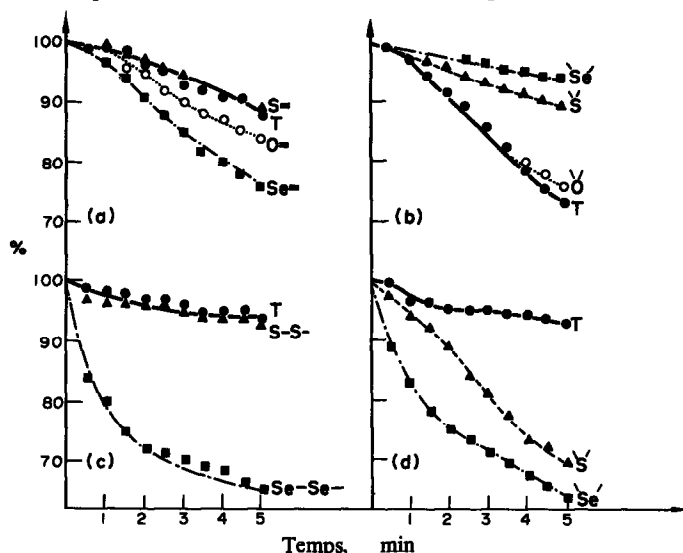 100
90
80
70
%
(a)
S=
T
O=
Se=
(b)
Se
S
O
T
100
90
80
70
(c)
T
S-S-
Se-Se-
(d)
T
S
Se
1 2 3 4 5
1 2 3 4 5
Temps, min